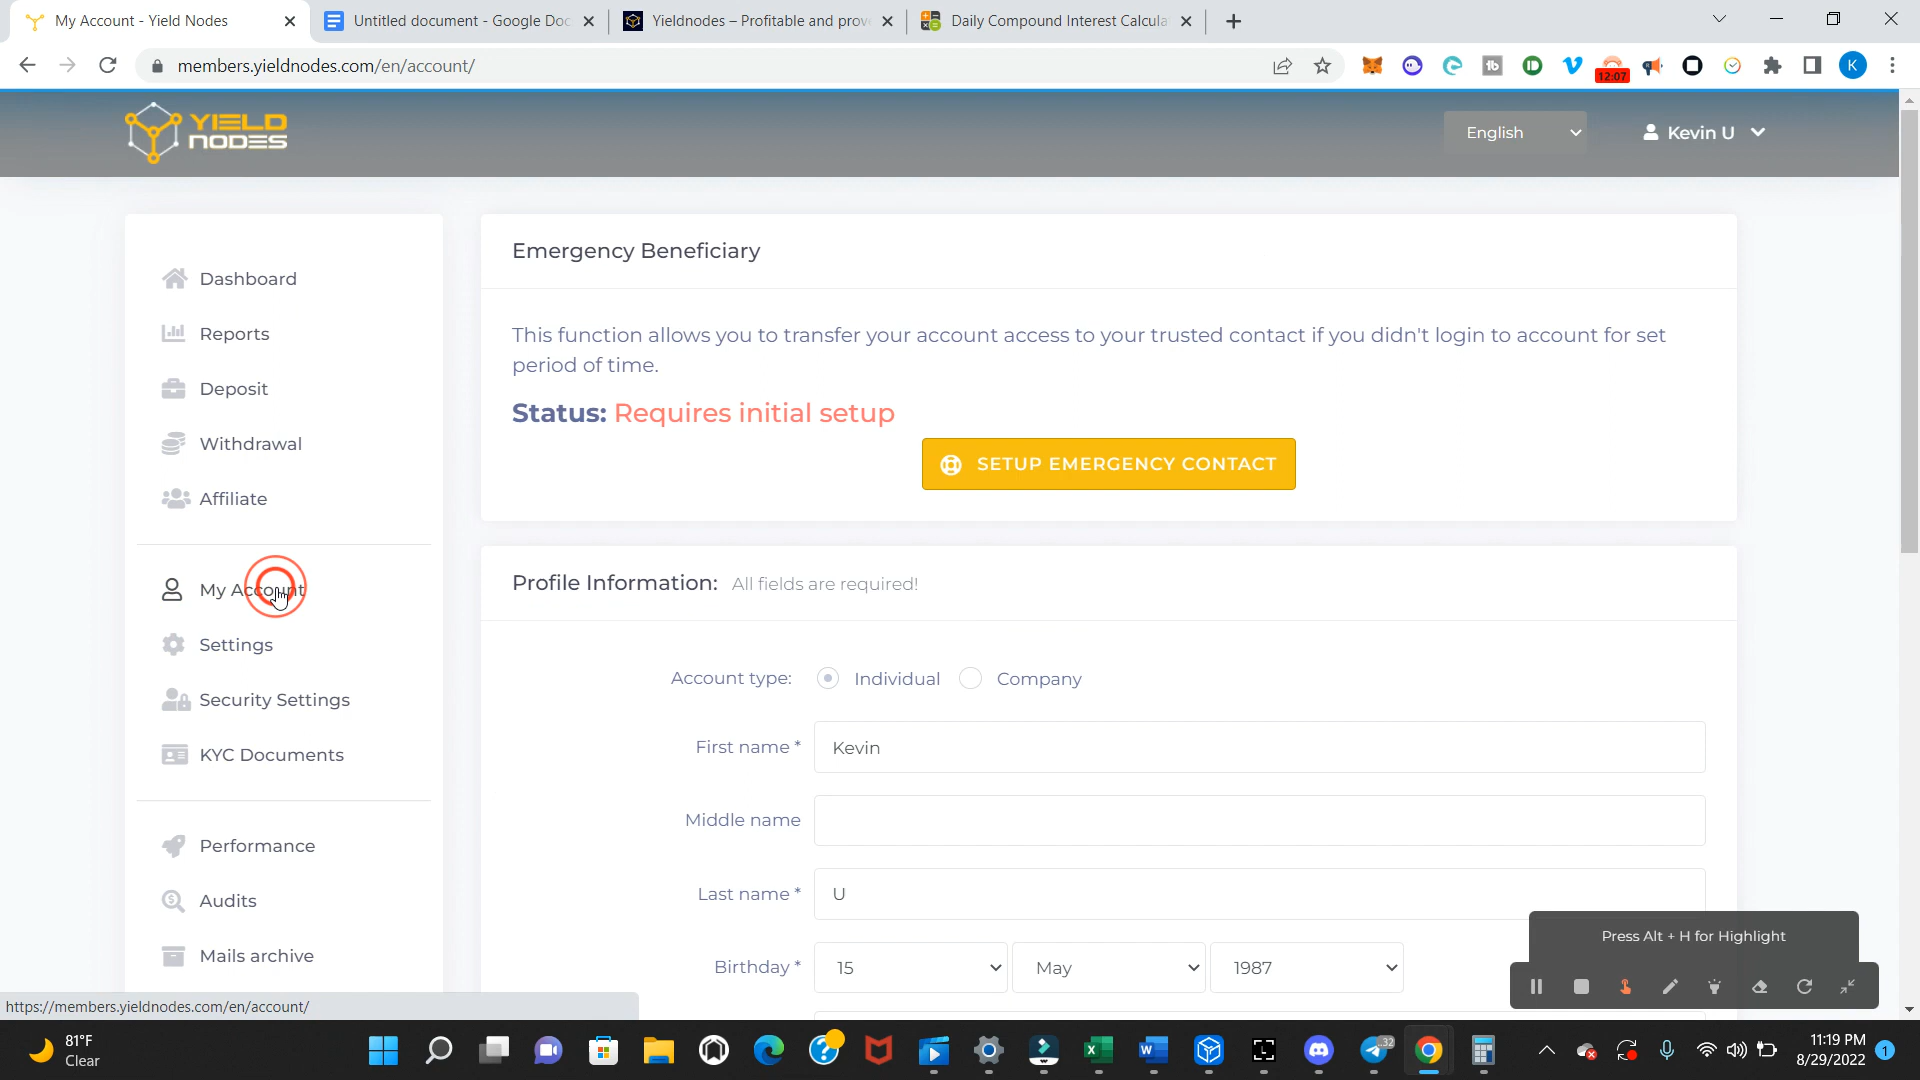 My Account - Yield Nodes
Untitled document - Google Doc
Yieldnodes – Profitable and prov
Daily Compound Interest Calcula
members.yieldnodes.com/en/account/
12:07
K
YIELD
NODES
English
Kevin U
Dashboard
Reports
Deposit
Withdrawal
Affiliate
My Account
Settings
Security Settings
KYC Documents
Performance
Audits
Mails archive
Emergency Beneficiary
This function allows you to transfer your account access to your trusted contact if you didn't login to account for set
period of time.
Status: Requires initial setup
SETUP EMERGENCY CONTACT
Profile Information: All fields are required!
Account type: Individual Company
First name * Kevin
Middle name
Last name * U
Birthday * 15 May 1987
Press Alt + H for Highlight
https://members.yieldnodes.com/en/account/
81°F
Clear
32
11:19 PM
8/29/2022
1